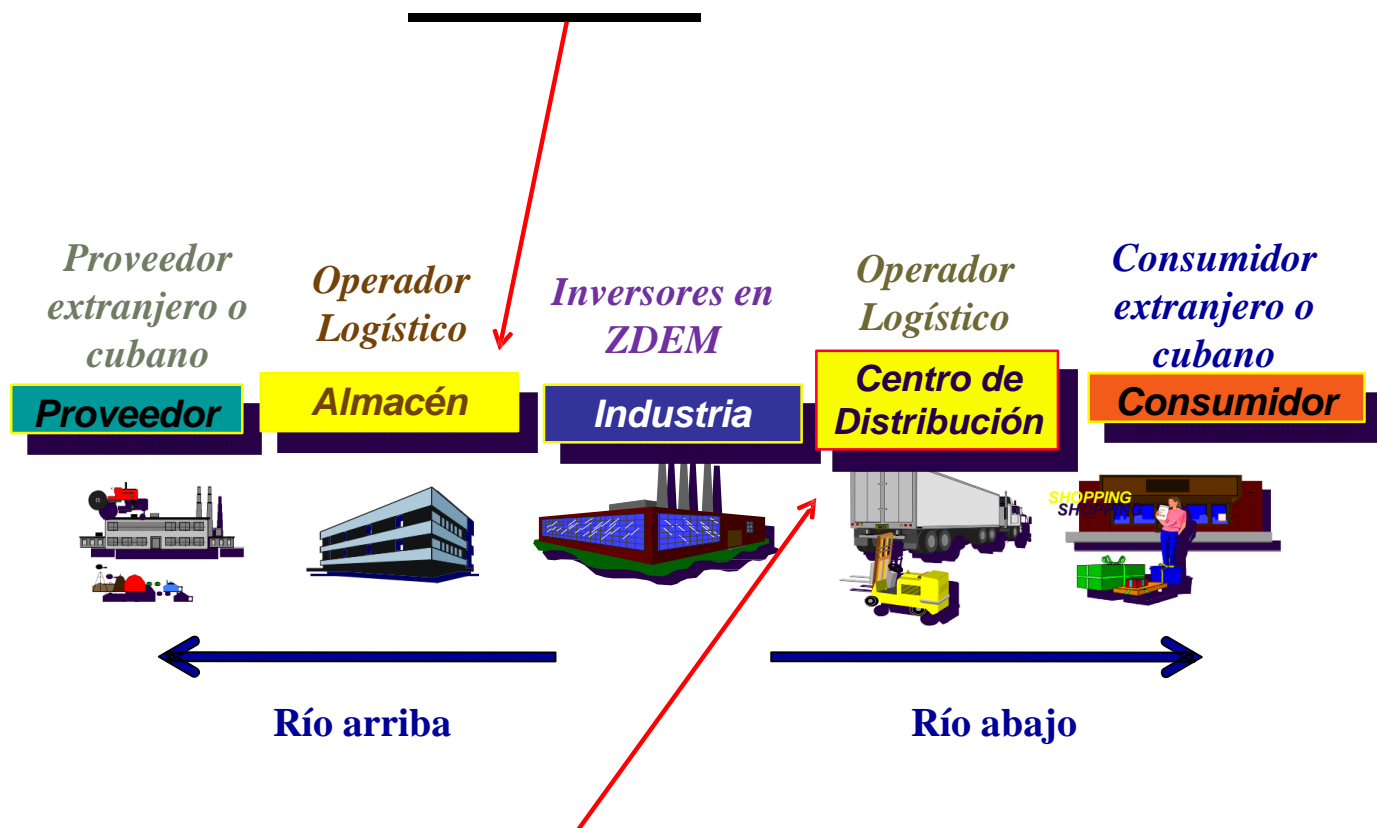 Proveedor
extranjero o
cubano
Operador
Logístico
Inversores en
ZDEM
Operador
Logístico
Consumidor
extranjero o
cubano
Proveedor
Almacén
Industria
Centro de
Distribución
Consumidor
SHOPPING
SHOPPING
Río arriba
Río abajo